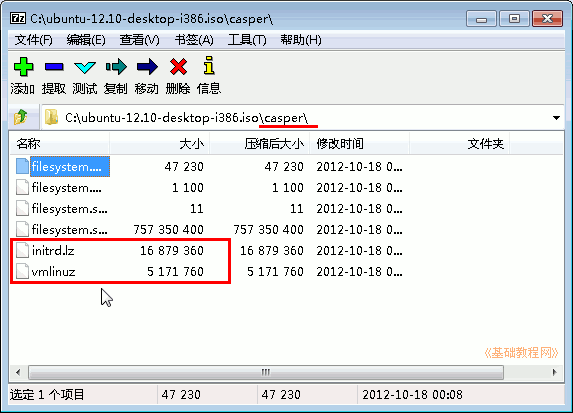 C:\ubuntu-12.10-desktop-i386.iso\casper\
文件(F) 编辑(E) 查看(V) 书签(A) 工具(T) 帮助(H)
添加 提取 测试 复制 移动 删除 信息
C:\ubuntu-12.10-desktop-i386.iso\casper\
名称 大小 压缩后大小 修改时间 文件夹
filesystem.... 47 230 47 230 2012-10-18 0...
filesystem.... 1 100 1 100 2012-10-18 0...
filesystem.s... 11 11 2012-10-18 0...
filesystem.s... 757 350 400 757 350 400 2012-10-18 0...
initrd.lz 16 879 360 16 879 360 2012-10-18 0...
vmlinuz 5 171 760 5 171 760 2012-10-18 0...
《基础教程网》
选定 1 个项目 47 230 47 230 2012-10-18 00:08